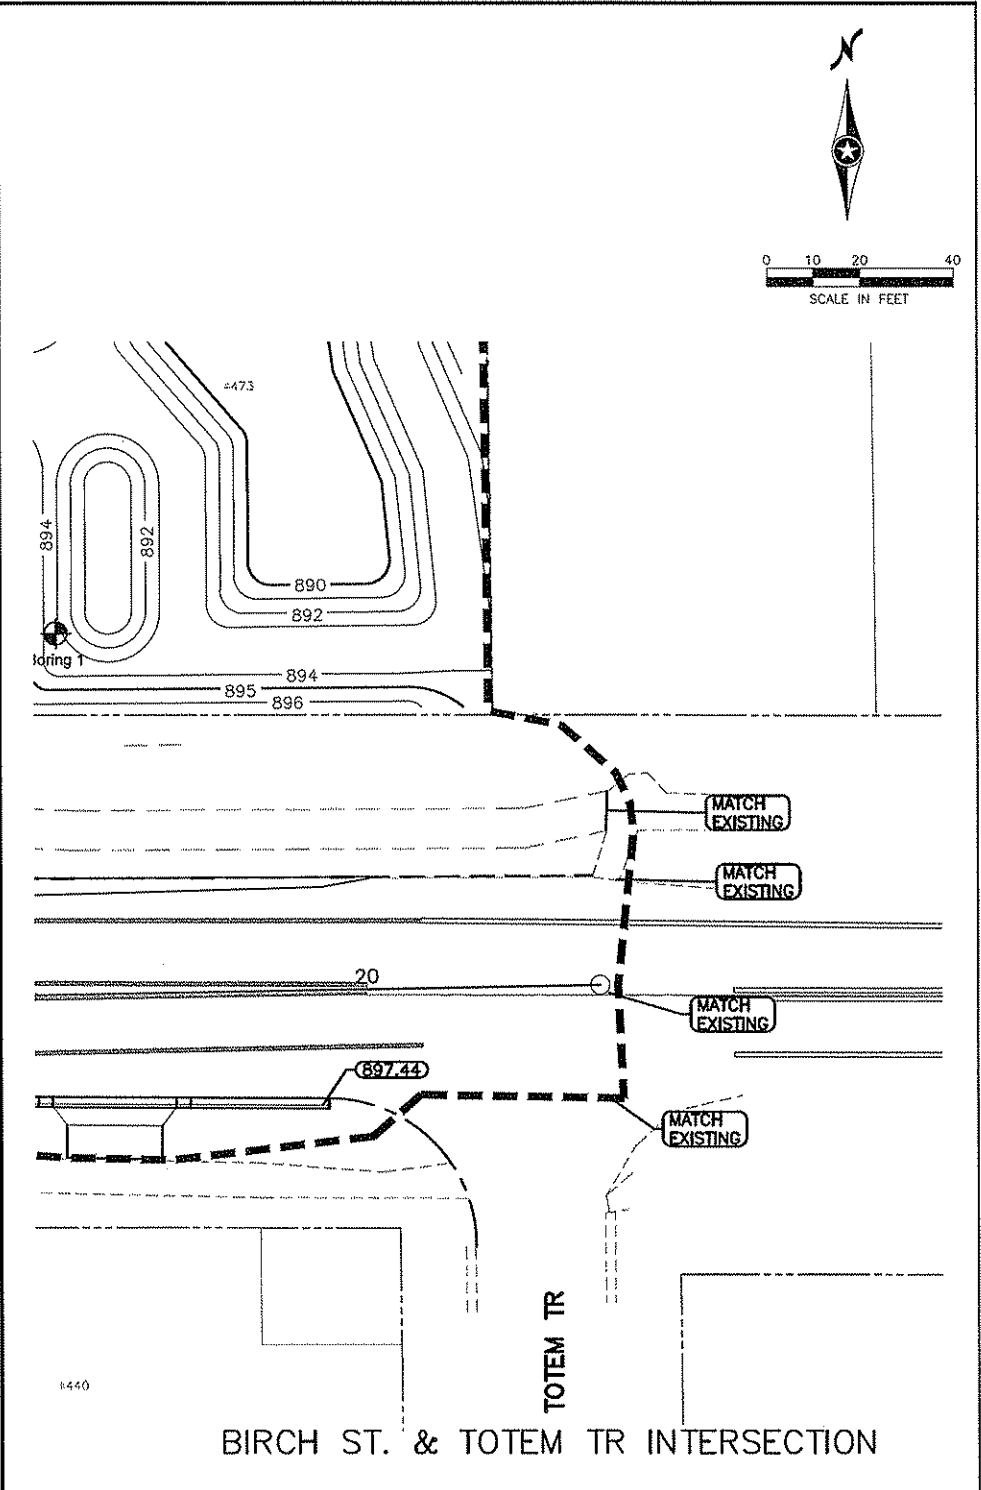 N
0 10 20 40
SCALE IN FEET
#473
894
892
890
892
Boring 1
894
895
896
MATCH
EXISTING
MATCH
EXISTING
20
MATCH
EXISTING
897.44
MATCH
EXISTING
TOTEM TR
#440
BIRCH ST. & TOTEM TR INTERSECTION